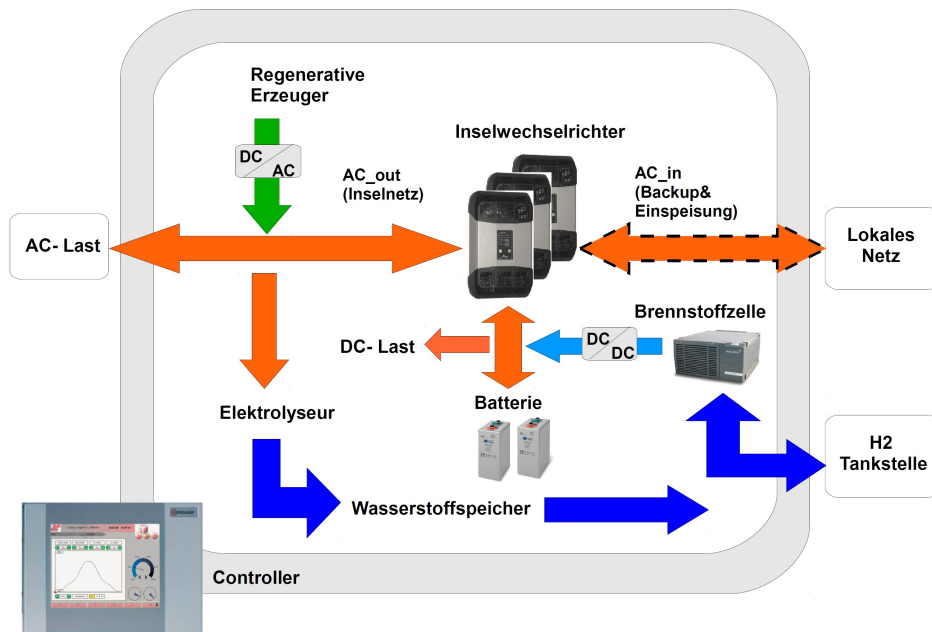 Regenerative
Erzeuger
DC
AC
Inselwechselrichter
AC_out
(Inselnetz)
AC_in
(Backup&
Einspeisung)
AC- Last
Lokales
Netz
Brennstoffzelle
DC- Last
DC
DC
Batterie
Elektrolyseur
H2
Tankstelle
Wasserstoffspeicher
Controller